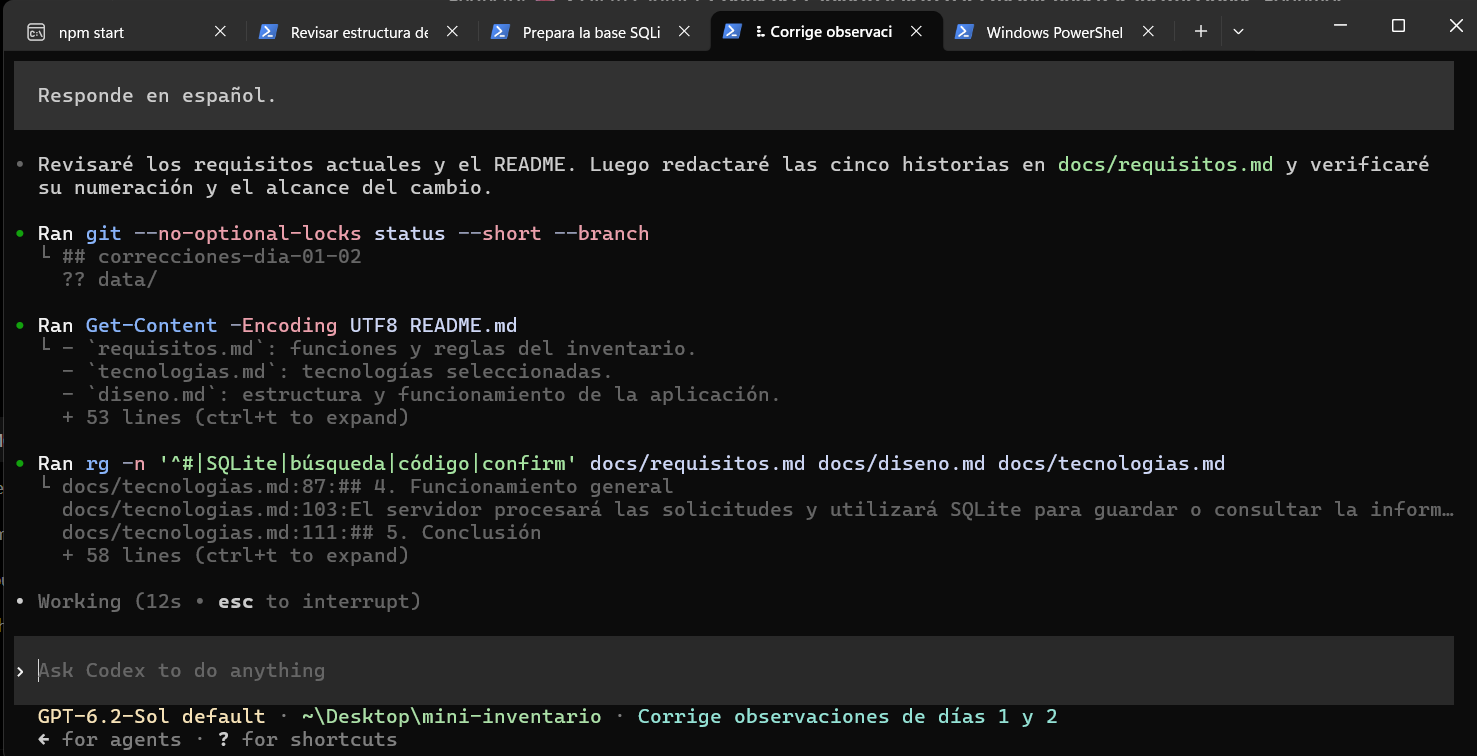 npm start
Revisar estructura de
Prepara la base SQLi
Corrige observaci
Windows PowerShel
Responde en español.
• Revisaré los requisitos actuales y el README. Luego redactaré las cinco historias en docs/requisitos.md y verificaré
su numeración y el alcance del cambio.
• Ran git --no-optional-locks status --short --branch
└ ## correcciones-dia-01-02
?? data/
• Ran Get-Content -Encoding UTF8 README.md
└ - `requisitos.md`: funciones y reglas del inventario.
- `tecnologias.md`: tecnologías seleccionadas.
- `diseno.md`: estructura y funcionamiento de la aplicación.
+ 53 lines (ctrl+t to expand)
• Ran rg -n '^#|SQLite|búsqueda|código|confirm' docs/requisitos.md docs/diseno.md docs/tecnologias.md
└ docs/tecnologias.md:87:## 4. Funcionamiento general
docs/tecnologias.md:103:El servidor procesará las solicitudes y utilizará SQLite para guardar o consultar la inform…
docs/tecnologias.md:111:## 5. Conclusión
+ 58 lines (ctrl+t to expand)
• Working (12s • esc to interrupt)
› Ask Codex to do anything
GPT-6.2-Sol default · ~\Desktop\mini-inventario · Corrige observaciones de días 1 y 2
← for agents · ? for shortcuts